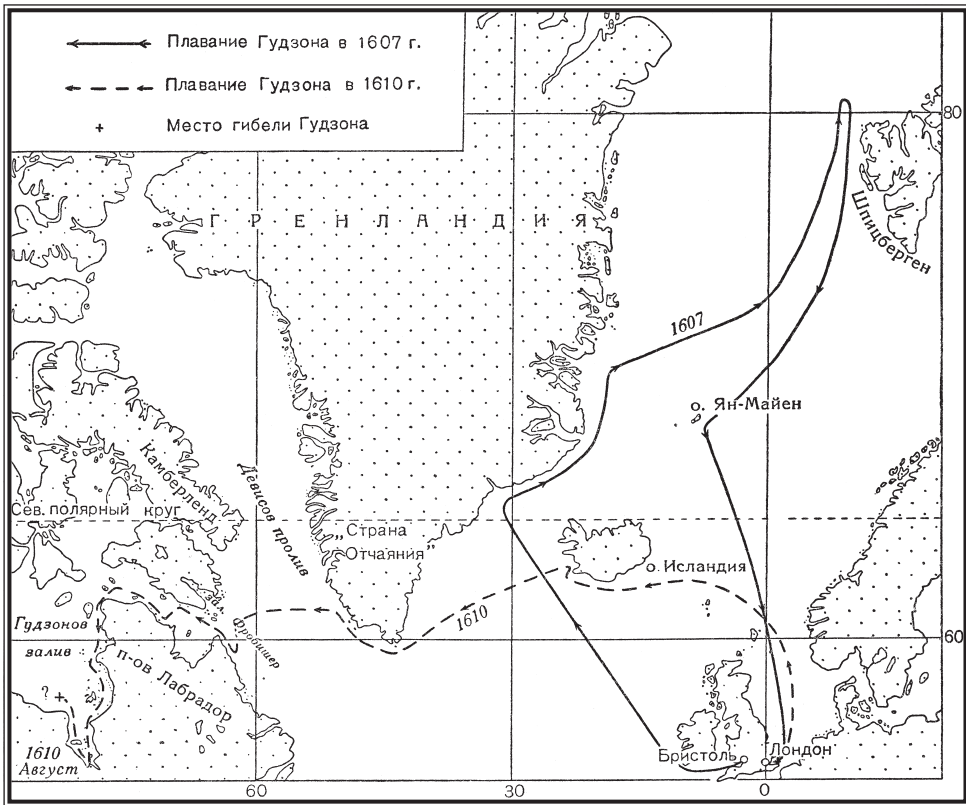 Плавание Гудзона в 1607 г.
Плавание Гудзона в 1610 г.
+ Место гибели Гудзона
80
ГРЕНЛАНДИЯ
Шпицберген
1607
о. Ян-Майен
Камберленд
Девисов пролив
Сев. полярный круг
„Страна
Отчаяния"
о. Исландия
1610
зал.
Фробишер
Гудзонов
залив
60
п-ов Лабрадор
?
1610
Август
Бристоль
Лондон
60
30
0